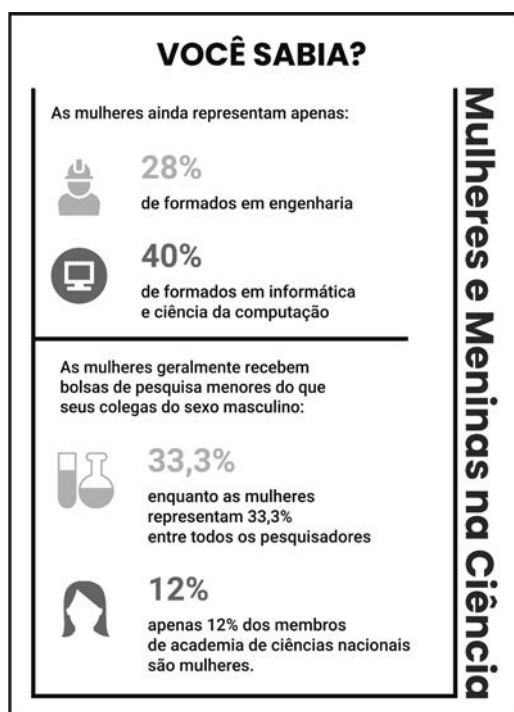 VOCÊ SABIA?
As mulheres ainda representam apenas:
28%
de formados em engenharia
40%
de formados em informática
e ciência da computação
As mulheres geralmente recebem
bolsas de pesquisa menores do que
seus colegas do sexo masculino:
33,3%
enquanto as mulheres
representam 33,3%
entre todos os pesquisadores
12%
apenas 12% dos membros
de academia de ciências nacionais
são mulheres.
Mulheres e Meninas na Ciência